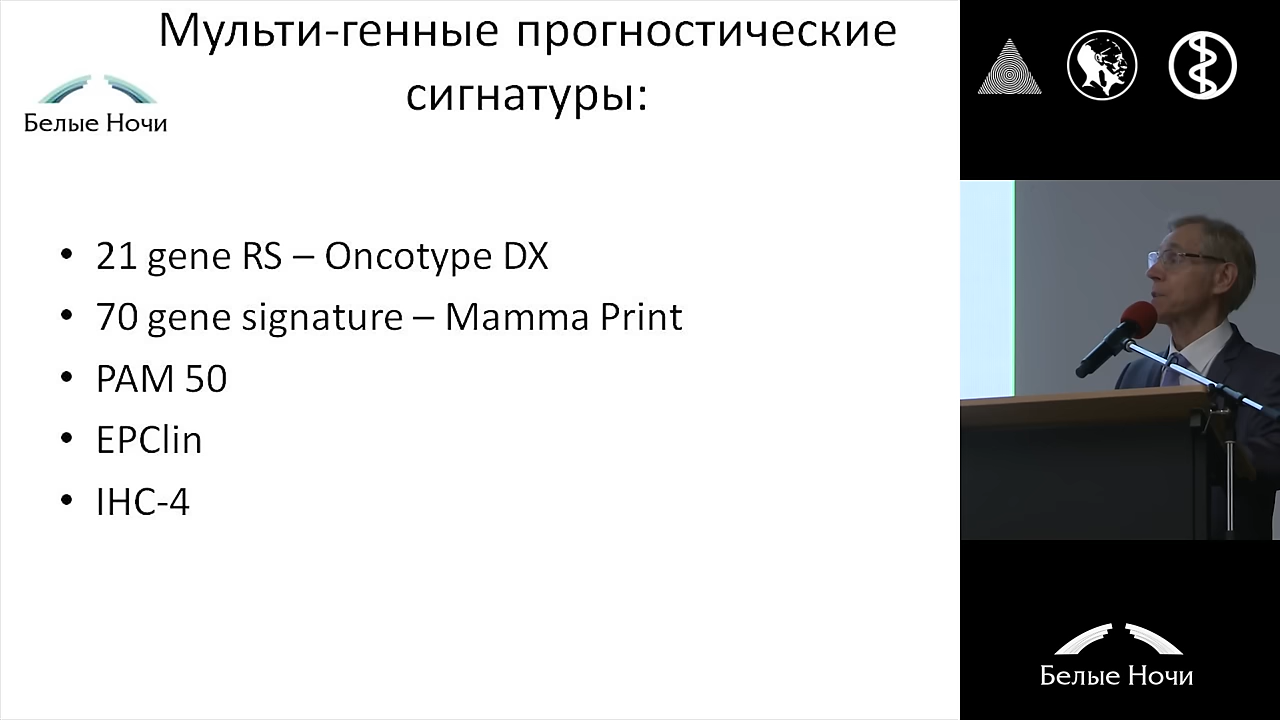 Мульти-генные прогностические
сигнатуры:
Белые Ночи
• 21 gene RS – Oncotype DX
• 70 gene signature – Mamma Print
• PAM 50
• EPClin
• IHC-4
Белые Ночи